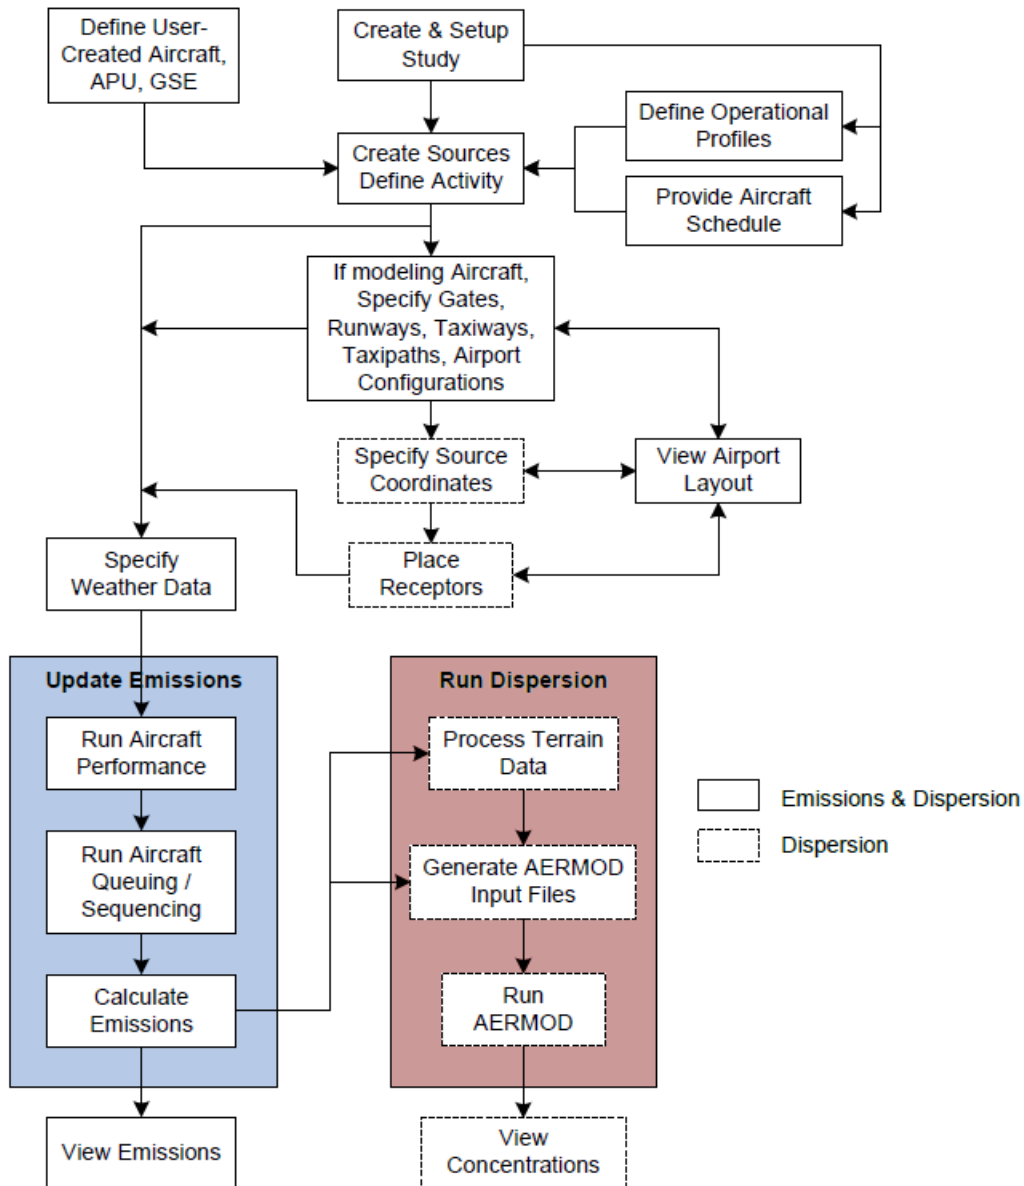 Define User-
Created Aircraft,
APU, GSE
Create & Setup
Study
Define Operational
Profiles
Create Sources
Define Activity
Provide Aircraft
Schedule
If modeling Aircraft,
Specify Gates,
Runways, Taxiways,
Taxipaths, Airport
Configurations
Specify Source
Coordinates
View Airport
Layout
Place
Receptors
Specify
Weather Data
Update Emissions
Run Aircraft
Performance
Run Aircraft
Queuing /
Sequencing
Calculate
Emissions
View Emissions
Run Dispersion
Process Terrain
Data
Generate AERMOD
Input Files
Run
AERMOD
View
Concentrations
Emissions & Dispersion
Dispersion